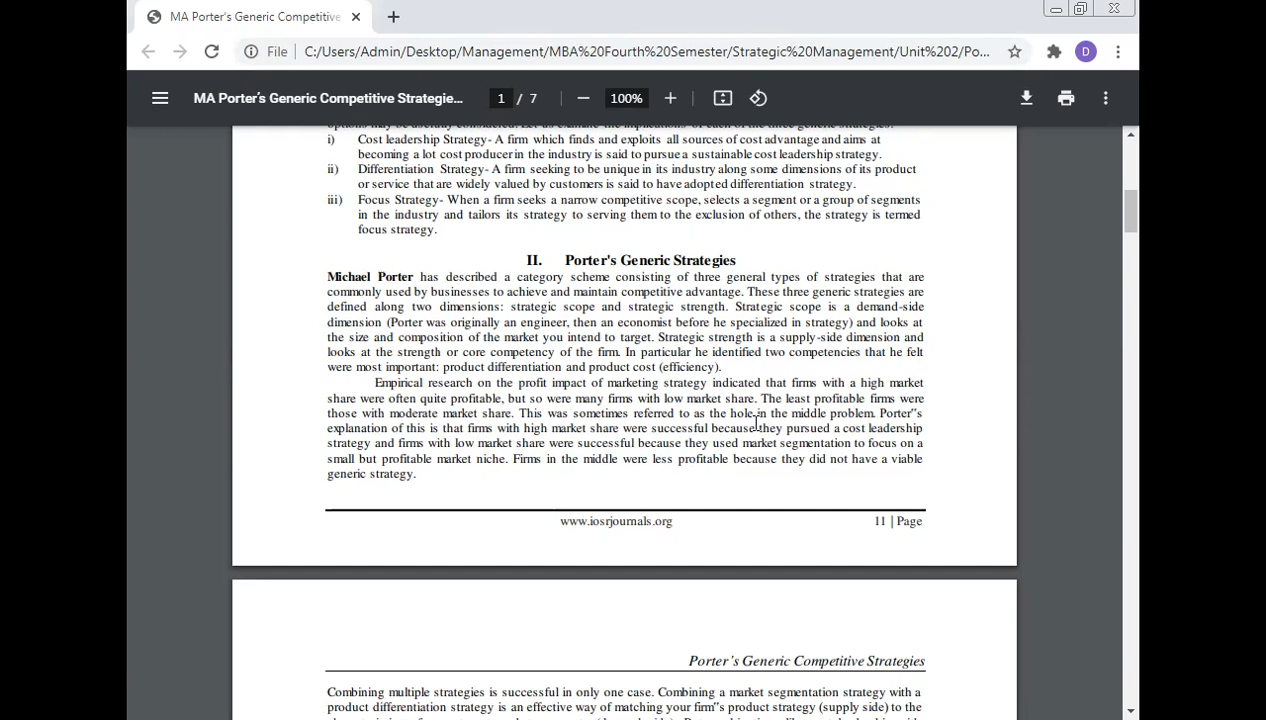 MA Porter's Generic Competitive
File
C:/Users/Admin/Desktop/Management/MBA%20Fourth%20Semester/Strategic%20Management/Unit%202/Po...
D
MA Porter's Generic Competitive Strategie...
1 / 7
100%
i) Cost leadership Strategy- A firm which finds and exploits all sources of cost advantage and aims at
becoming a lot cost producer in the industry is said to pursue a sustainable cost leadership strategy.
ii) Differentiation Strategy- A firm seeking to be unique in its industry along some dimensions of its product
or service that are widely valued by customers is said to have adopted differentiation strategy.
iii) Focus Strategy- When a firm seeks a narrow competitive scope, selects a segment or a group of segments
in the industry and tailors its strategy to serving them to the exclusion of others, the strategy is termed
focus strategy.
II. Porter's Generic Strategies
Michael Porter has described a category scheme consisting of three general types of strategies that are
commonly used by businesses to achieve and maintain competitive advantage. These three generic strategies are
defined along two dimensions: strategic scope and strategic strength. Strategic scope is a demand-side
dimension (Porter was originally an engineer, then an economist before he specialized in strategy) and looks at
the size and composition of the market you intend to target. Strategic strength is a supply-side dimension and
looks at the strength or core competency of the firm. In particular he identified two competencies that he felt
were most important: product differentiation and product cost (efficiency).
Empirical research on the profit impact of marketing strategy indicated that firms with a high market
share were often quite profitable, but so were many firms with low market share. The least profitable firms were
those with moderate market share. This was sometimes referred to as the hole in the middle problem. Porter"s
explanation of this is that firms with high market share were successful because they pursued a cost leadership
strategy and firms with low market share were successful because they used market segmentation to focus on a
small but profitable market niche. Firms in the middle were less profitable because they did not have a viable
generic strategy.
www.iosrjournals.org
11 | Page
Porter's Generic Competitive Strategies
Combining multiple strategies is successful in only one case. Combining a market segmentation strategy with a
product differentiation strategy is an effective way of matching your firm"s product strategy (supply side) to the